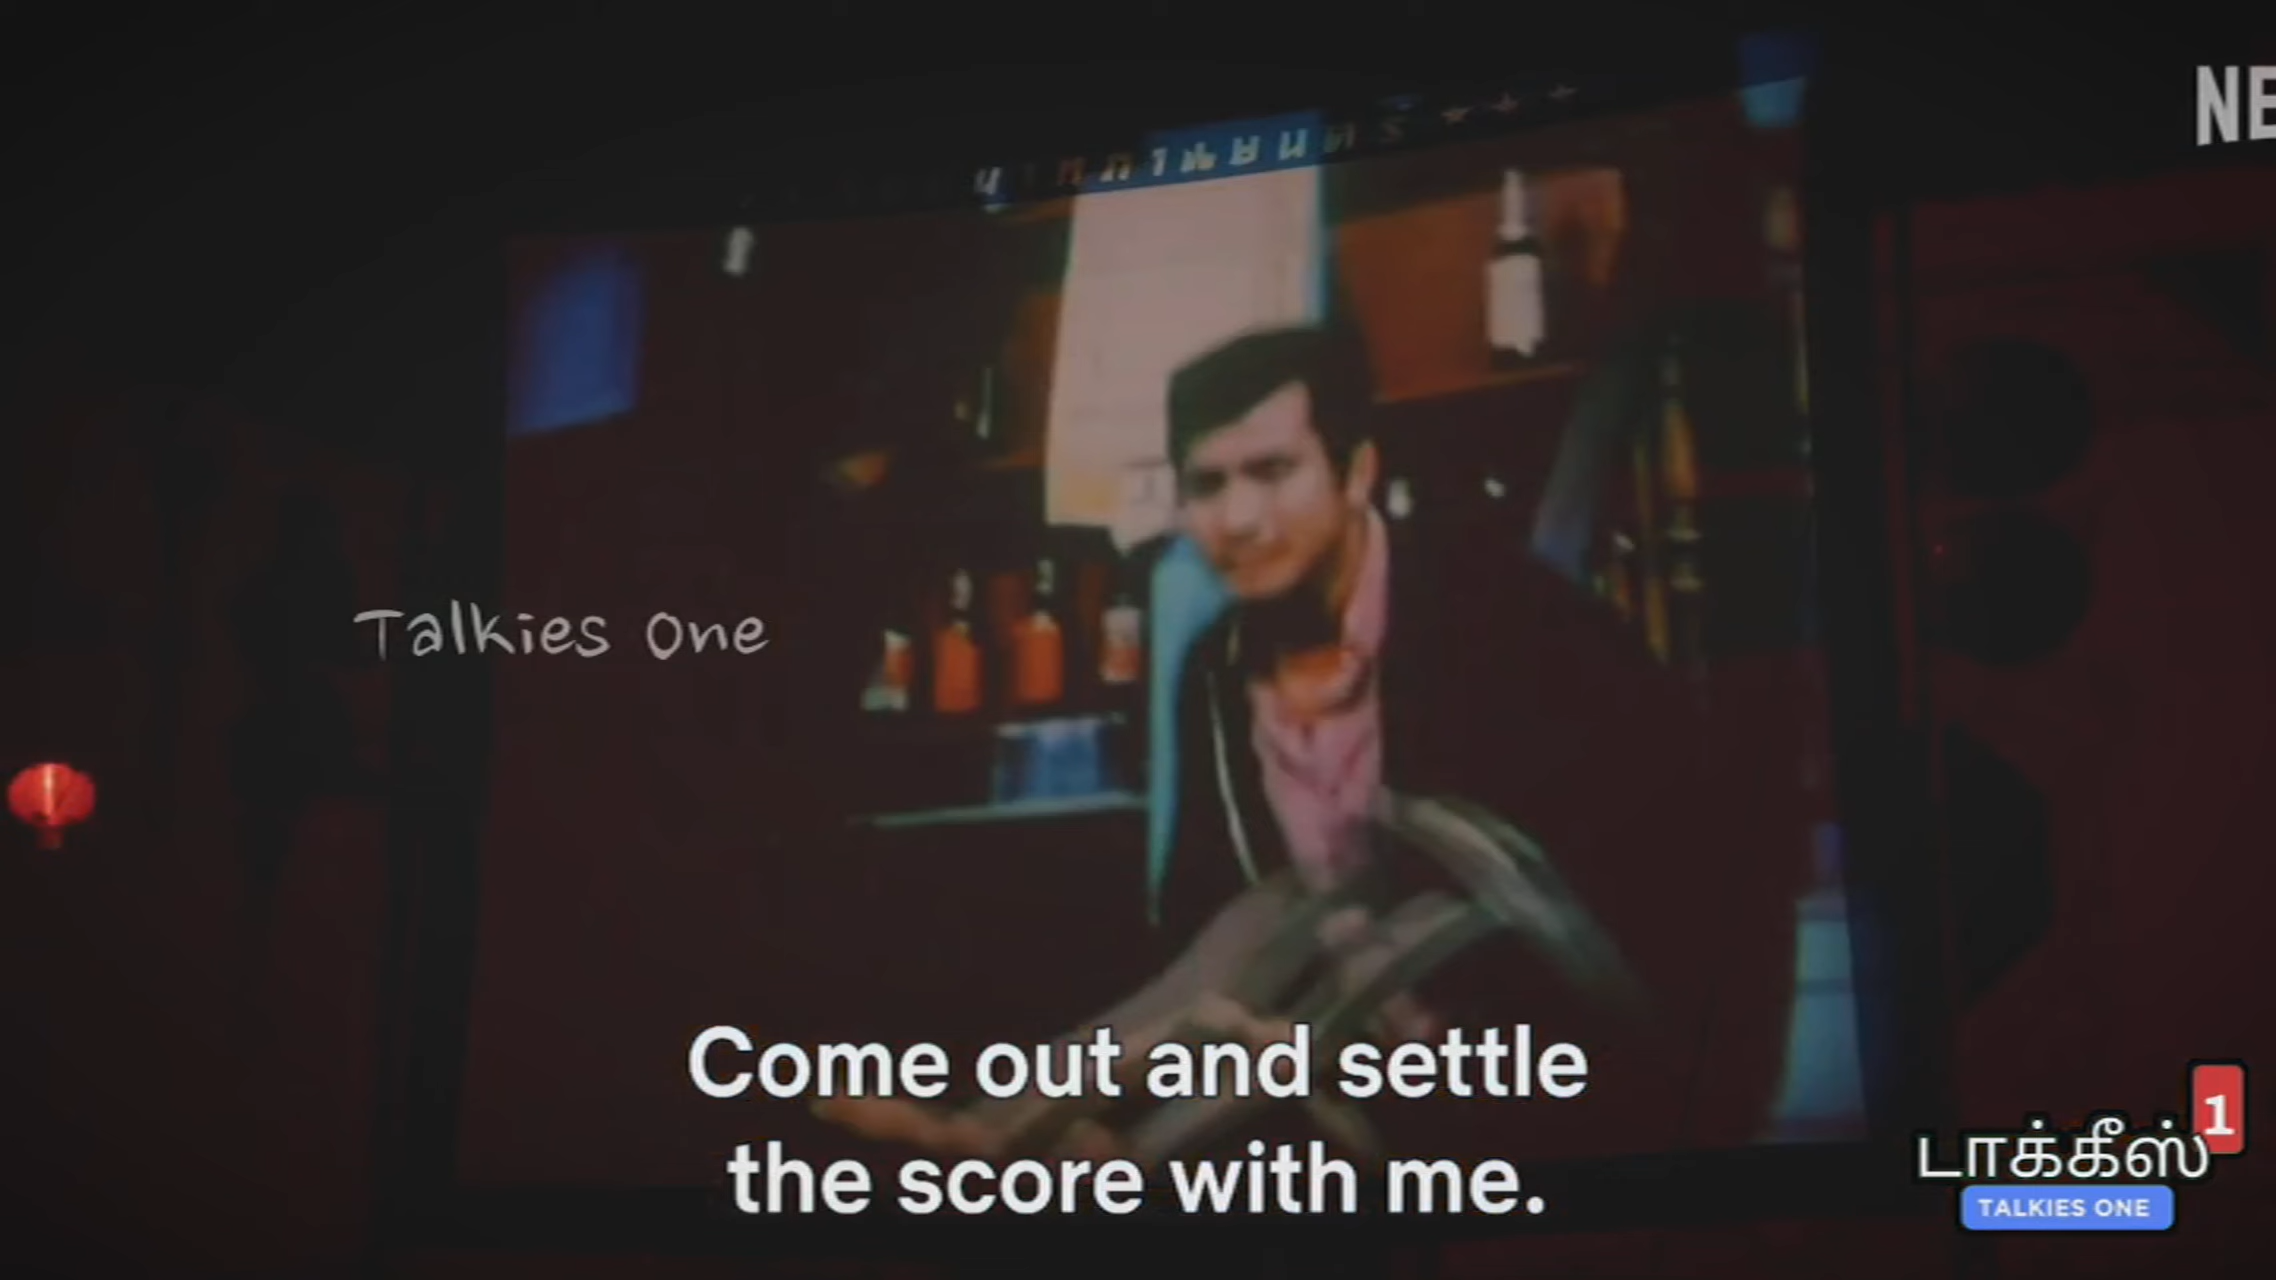 NE
Talkies One
Come out and settle
the score with me.
1
டாக்கீஸ்
TALKIES ONE